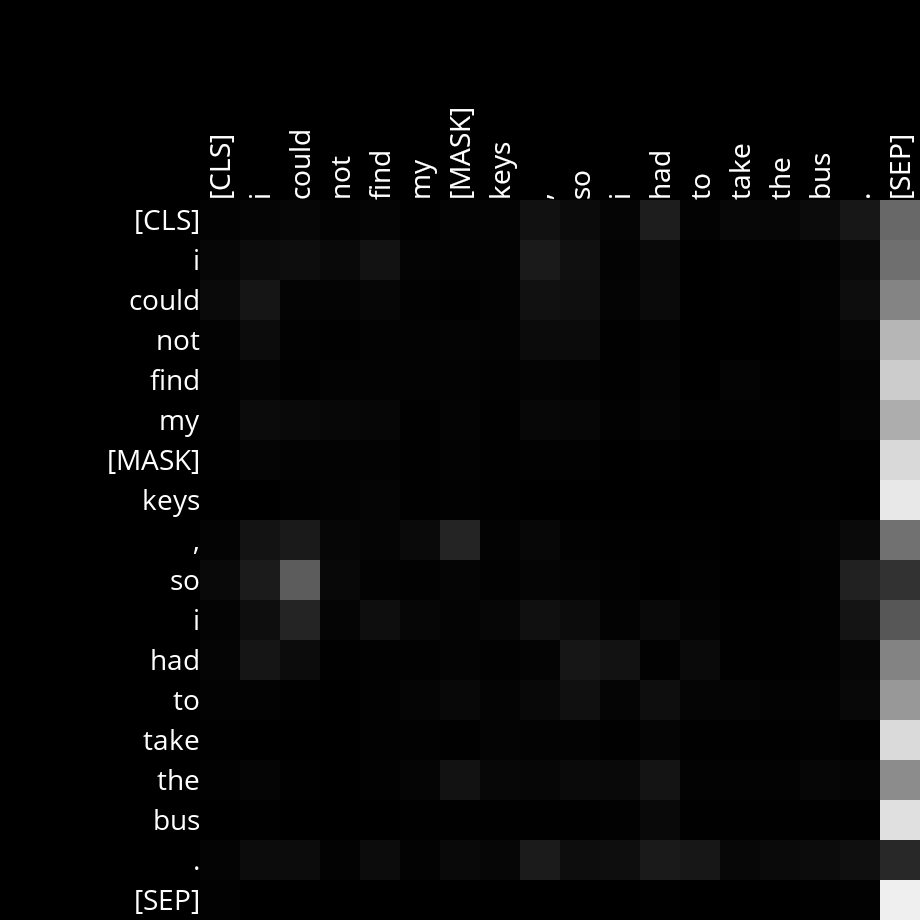 [CLS] i could not find my [MASK] keys , so i had to take the bus . [SEP]
[CLS]
i
could
not
find
my
[MASK]
keys
,
so
i
had
to
take
the
bus
.
[SEP]